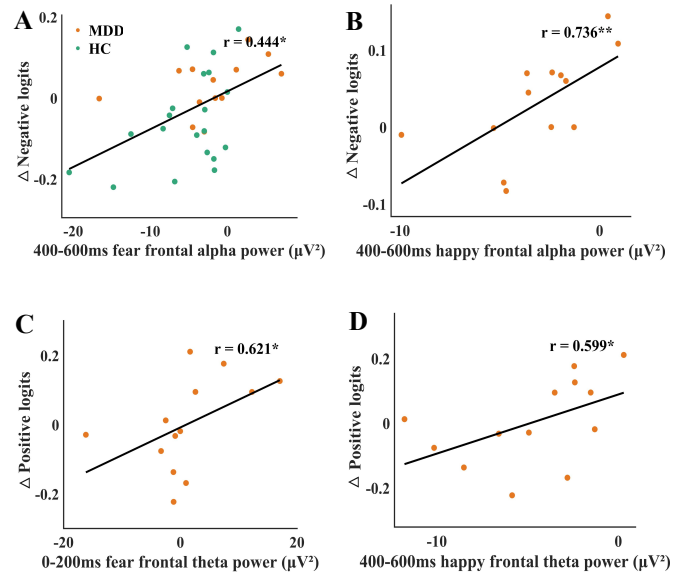 A
MDD
HC
r = 0.444*
0.2
0
-0.2
△ Negative logits
-20
-10
0
400-600ms fear frontal alpha power (μV²)
B
r = 0.736**
0.1
0
-0.1
△ Negative logits
-10
0
400-600ms happy frontal alpha power (μV²)
C
r = 0.621*
0.2
0
-0.2
△ Positive logits
-20
0
20
0-200ms fear frontal theta power (μV²)
D
r = 0.599*
0.2
0
-0.2
△ Positive logits
-10
0
400-600ms happy frontal theta power (μV²)